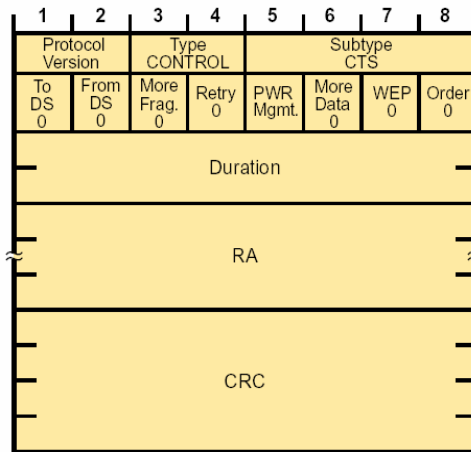 1 2 3 4 5 6 7 8
Protocol Version Type CONTROL Subtype CTS
To DS 0 From DS 0 More Frag. 0 Retry 0 PWR Mgmt. More Data 0 WEP 0 Order 0
Duration
RA
CRC